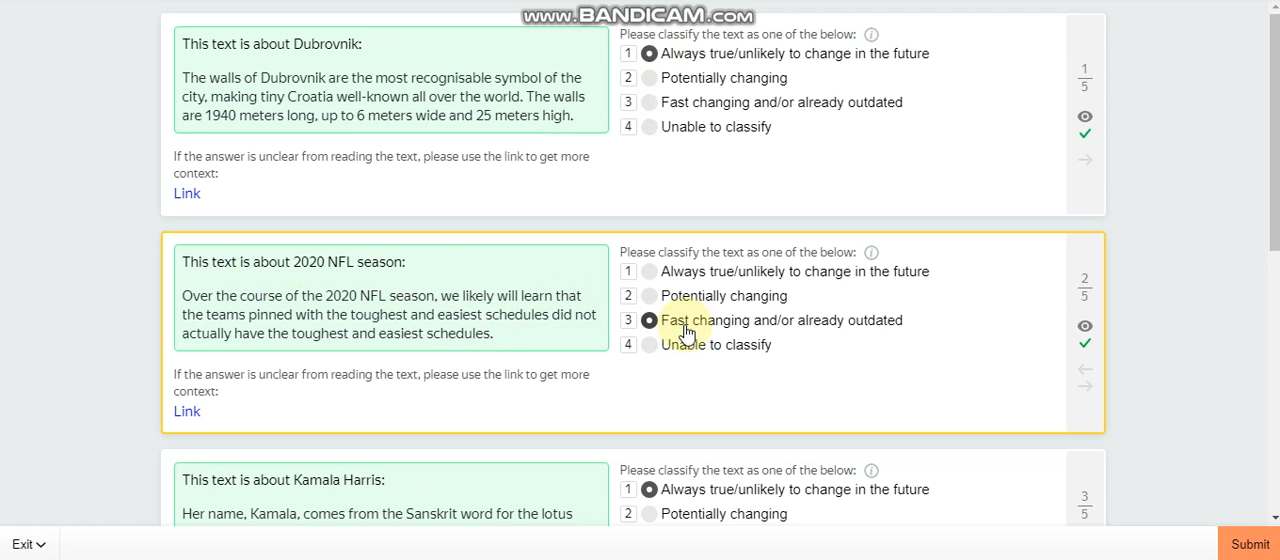 www.BANDICAM.com
This text is about Dubrovnik:
The walls of Dubrovnik are the most recognisable symbol of the
city, making tiny Croatia well-known all over the world. The walls
are 1940 meters long, up to 6 meters wide and 25 meters high.
If the answer is unclear from reading the text, please use the link to get more
context:
Link
Please classify the text as one of the below: i
1 Always true/unlikely to change in the future
2 Potentially changing
3 Fast changing and/or already outdated
4 Unable to classify
1
5
This text is about 2020 NFL season:
Over the course of the 2020 NFL season, we likely will learn that
the teams pinned with the toughest and easiest schedules did not
actually have the toughest and easiest schedules.
If the answer is unclear from reading the text, please use the link to get more
context:
Link
Please classify the text as one of the below: i
1 Always true/unlikely to change in the future
2 Potentially changing
3 Fast changing and/or already outdated
4 Unable to classify
2
5
This text is about Kamala Harris:
Her name, Kamala, comes from the Sanskrit word for the lotus
Please classify the text as one of the below: i
1 Always true/unlikely to change in the future
2 Potentially changing
3
5
Exit
Submit